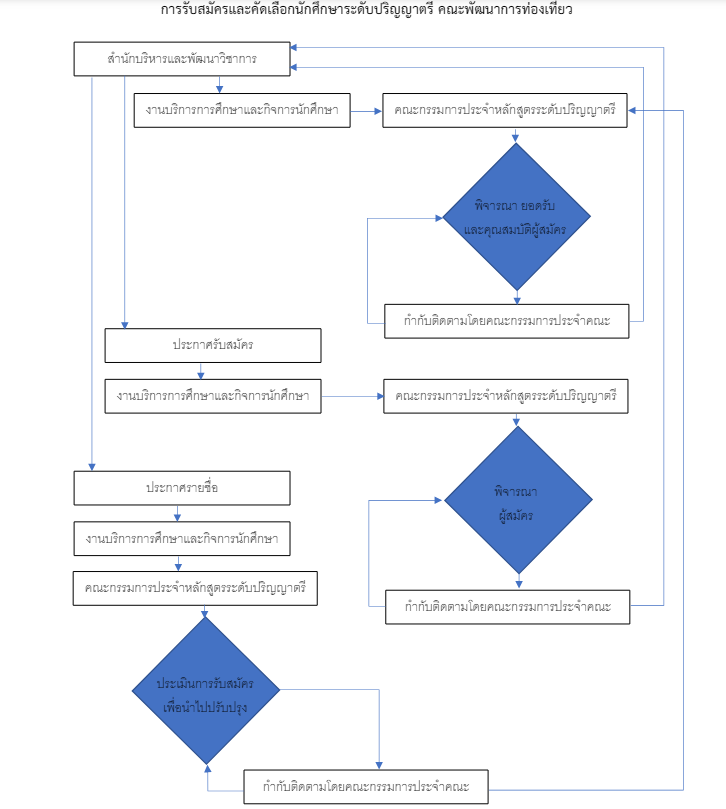 การรับสมัครและคัดเลือกนักศึกษาระดับปริญญาตรี คณะพัฒนาการท่องเที่ยว
สำนักบริหารและพัฒนาวิชาการ
งานบริการการศึกษาและกิจการนักศึกษา
คณะกรรมการประจำหลักสูตรระดับปริญญาตรี
พิจารณา ยอดรับ
และคุณสมบัติผู้สมัคร
กำกับติดตามโดยคณะกรรมการประจำคณะ
ประกาศรับสมัคร
งานบริการการศึกษาและกิจการนักศึกษา
คณะกรรมการประจำหลักสูตรระดับปริญญาตรี
พิจารณา
ผู้สมัคร
กำกับติดตามโดยคณะกรรมการประจำคณะ
ประกาศรายชื่อ
งานบริการการศึกษาและกิจการนักศึกษา
คณะกรรมการประจำหลักสูตรระดับปริญญาตรี
ประเมินการรับสมัคร
เพื่อนำไปปรับปรุง
กำกับติดตามโดยคณะกรรมการประจำคณะ